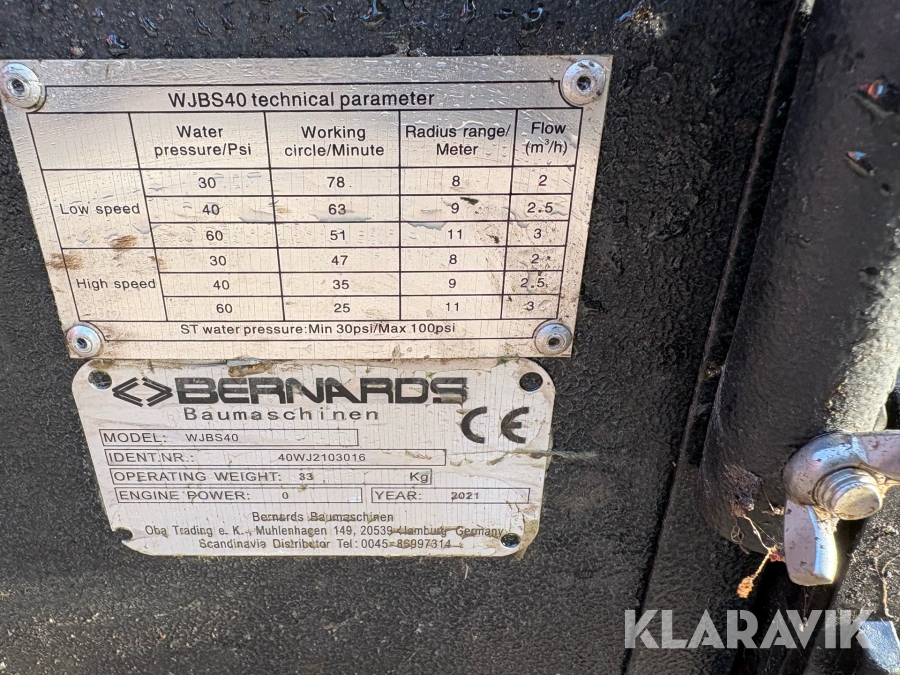 WJBS40 technical parameter
Water pressure/Psi Working circle/Minute Radius range/Meter Flow (m³/h)
Low speed 30 78 8 2
40 63 9 2.5
60 51 11 3
High speed 30 47 8 2
40 35 9 2.5
60 25 11 3
ST water pressure:Min 30psi/Max 100psi
BERNARDS
Baumaschinen
CE
MODEL: WJBS40
IDENT.NR.: 40WJ2103016
OPERATING WEIGHT: 33 Kg
ENGINE POWER: 0 YEAR: 2021
Bernards Baumaschinen
Oba Trading e. K., Muhlenhagen 149, 20539 Hamburg Germany
Scandinavia Distributor Tel: 0045-86997314
KLARAVIK